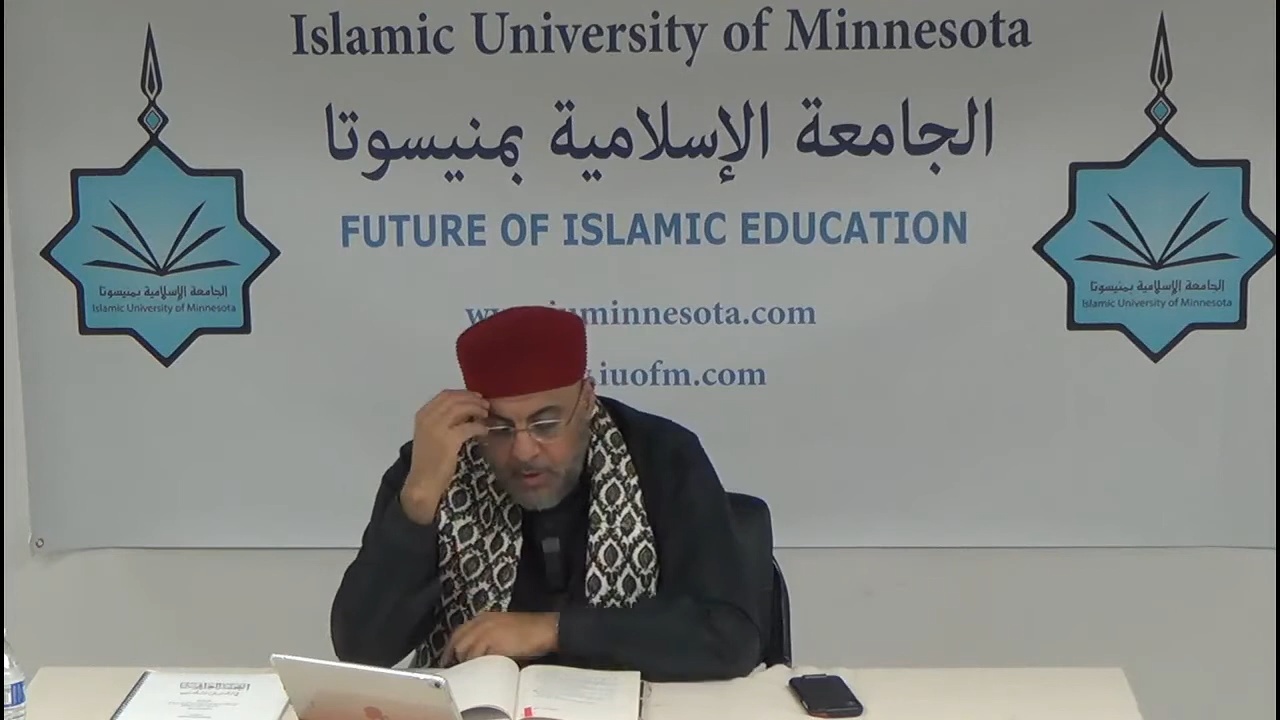 Islamic University of Minnesota
الجامعة الإسلامية بمنيسوتا
FUTURE OF ISLAMIC EDUCATION
uminnesota.com
iuofm.com
الجامعة الإسلامية بمنيسوتا
Islamic University of Minnesota
الجامعة الإسلامية بمنيسوتا
Islamic University of Minnesota